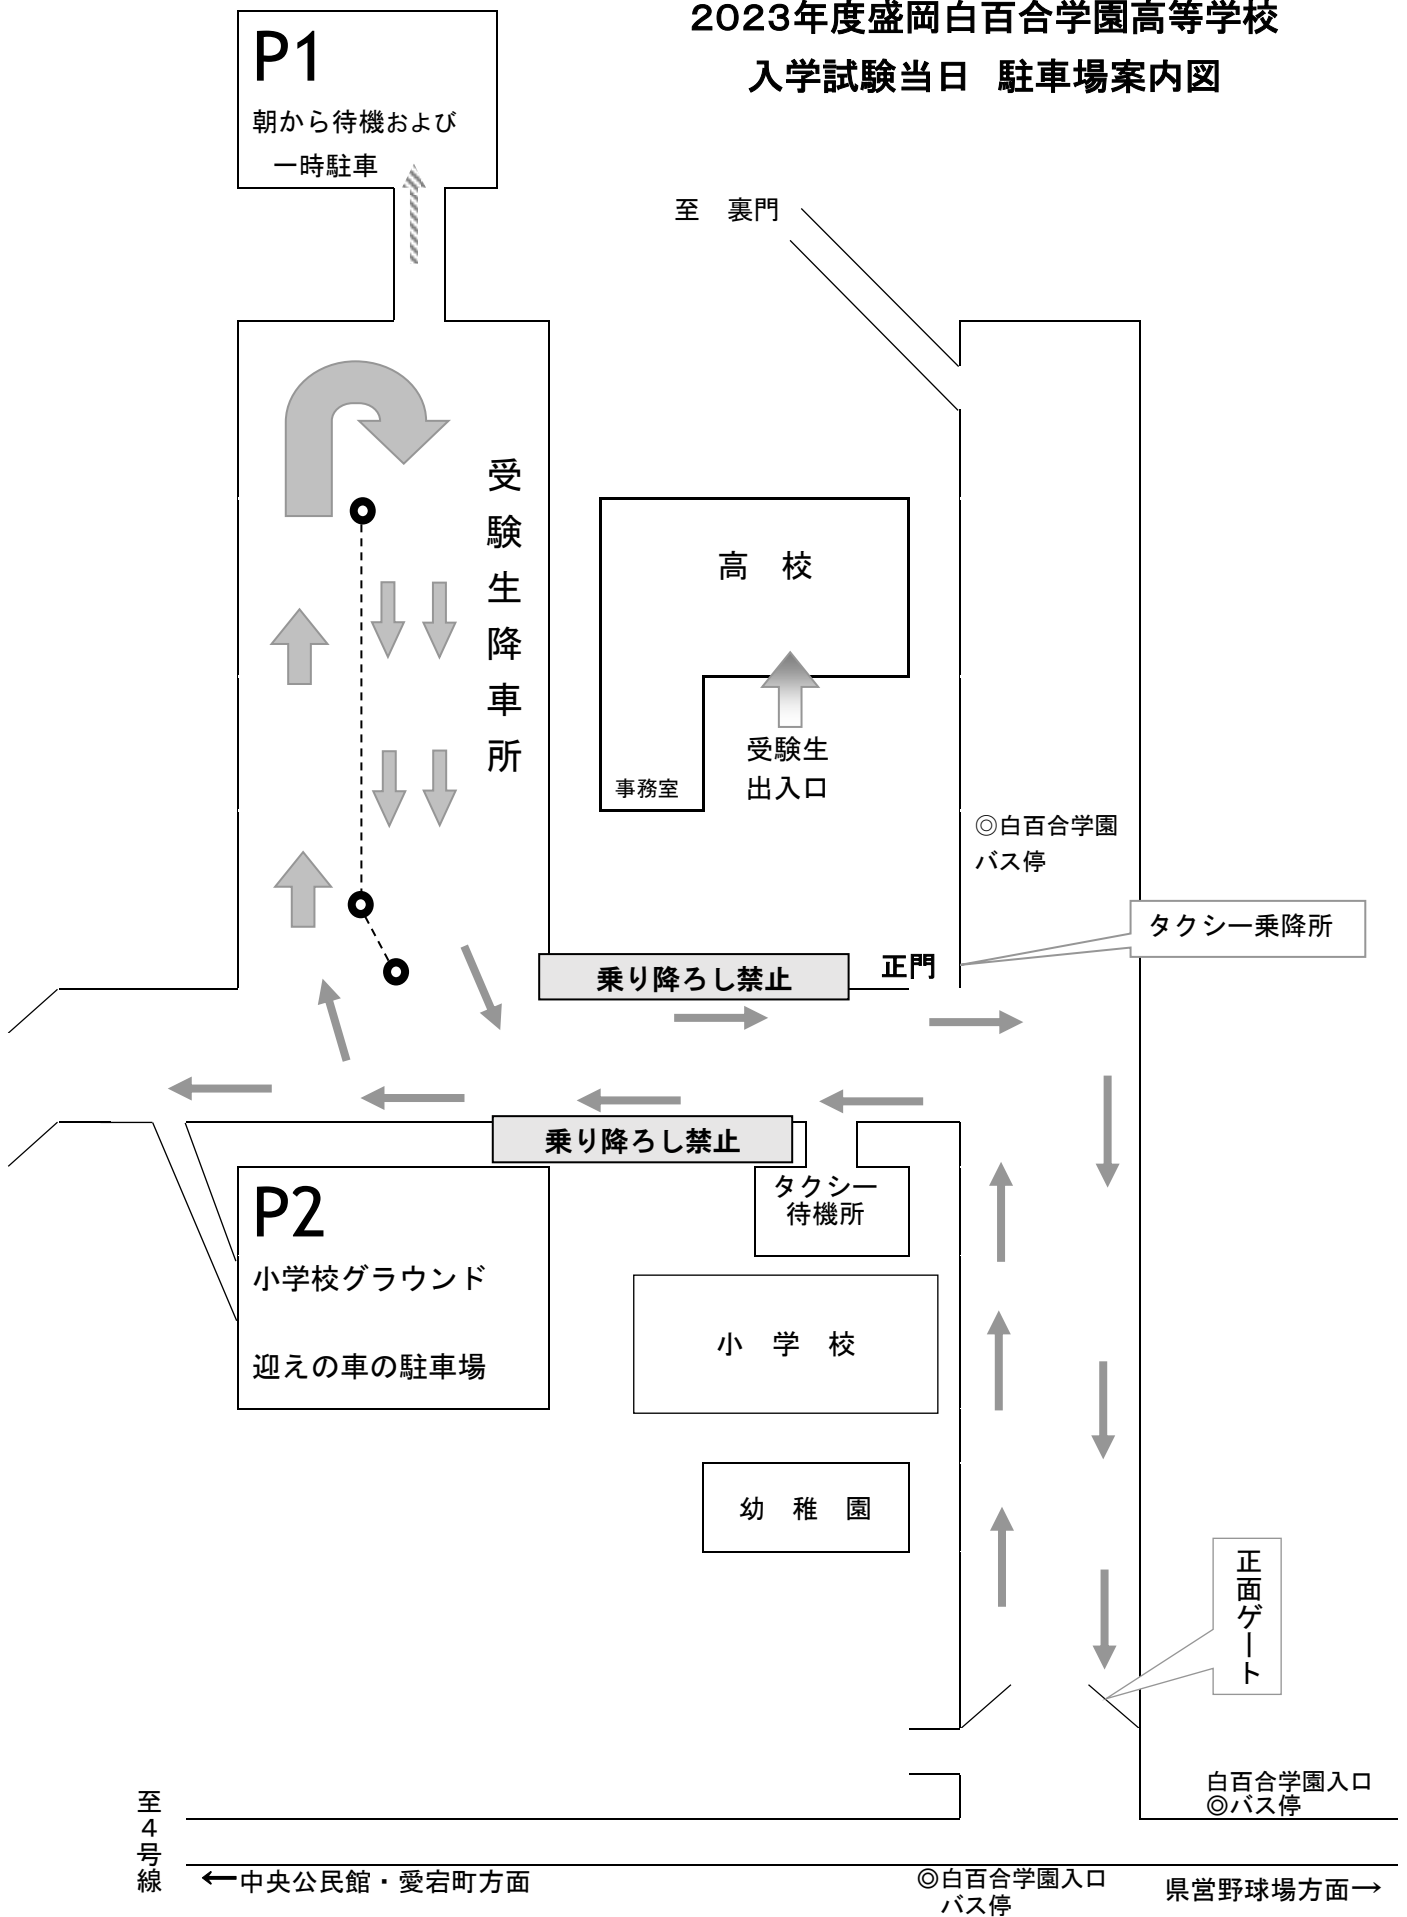 2023年度盛岡白百合学園高等学校
入学試験当日　駐車場案内図
P1
朝から待機および
一時駐車
至　裏門
受験生降車所
高　校
受験生
出入口
事務室
◎白百合学園
バス停
タクシー乗降所
正門
乗り降ろし禁止
乗り降ろし禁止
タクシー
待機所
P2
小学校グラウンド
迎えの車の駐車場
小　学　校
幼　稚　園
正面ゲート
白百合学園入口
◎バス停
至４号線
←中央公民館・愛宕町方面
◎白百合学園入口
バス停
県営野球場方面→